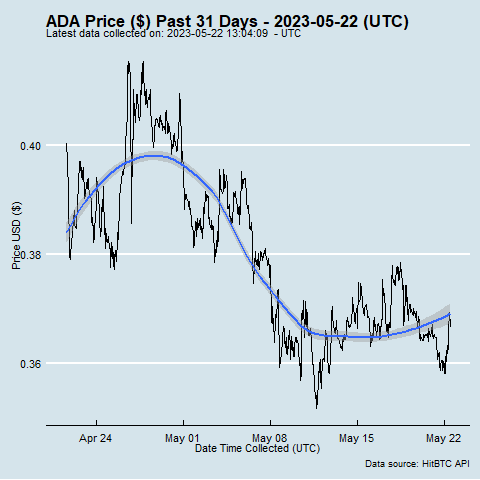 ADA Price ($) Past 31 Days - 2023-05-22 (UTC)
Latest data collected on: 2023-05-22 13:04:09 - UTC
0.40
0.38
0.36
Price USD ($)
Apr 24
May 01
May 08
May 15
May 22
Date Time Collected (UTC)
Data source: HitBTC API